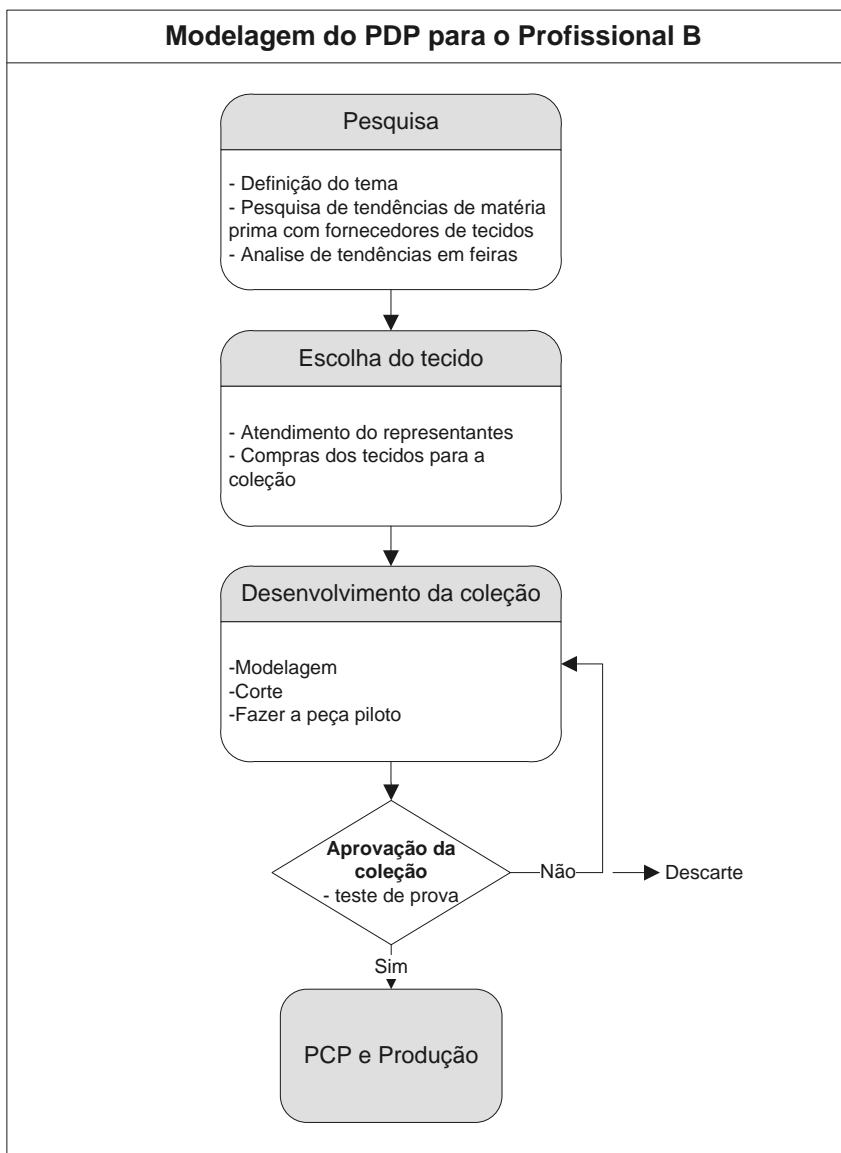 Modelagem do PDP para o Profissional B
Pesquisa
- Definição do tema
- Pesquisa de tendências de matéria
prima com fornecedores de tecidos
- Analise de tendências em feiras
Escolha do tecido
- Atendimento do representantes
- Compras dos tecidos para a
coleção
Desenvolvimento da coleção
-Modelagem
-Corte
-Fazer a peça piloto
Aprovação da
coleção
- teste de prova
Não
Descarte
Sim
PCP e Produção